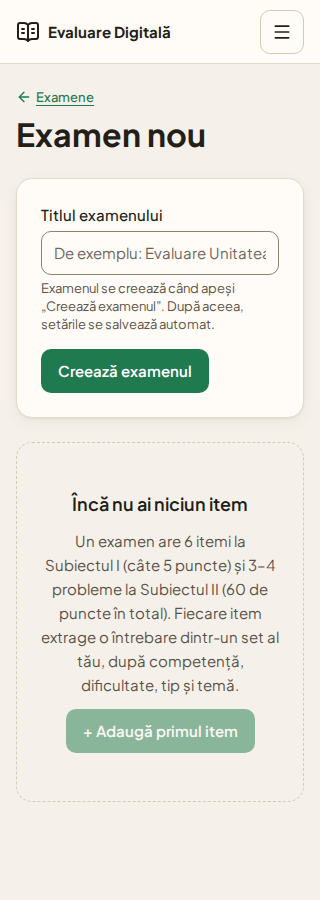 Evaluare Digitală
← Examene
Examen nou
Titlul examenului
De exemplu: Evaluare Unitatea
Examenul se creează când apeși
„Creează examenul”. După aceea,
setările se salvează automat.
Creează examenul
Încă nu ai niciun item
Un examen are 6 itemi la
Subiectul I (câte 5 puncte) și 3–4
probleme la Subiectul II (60 de
puncte în total). Fiecare item
extrage o întrebare dintr-un set al
tău, după competență,
dificultate, tip și temă.
+ Adaugă primul item